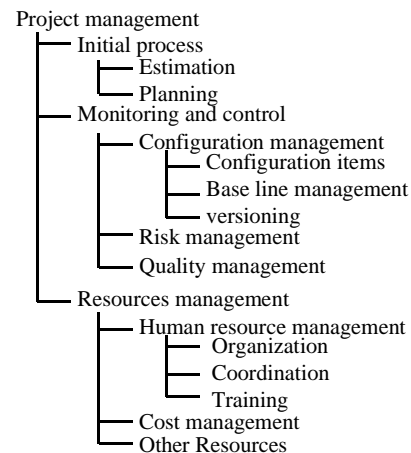 Project management
Initial process
Estimation
Planning
Monitoring and control
Configuration management
Configuration items
Base line management
versioning
Risk management
Quality management
Resources management
Human resource management
Organization
Coordination
Training
Cost management
Other Resources